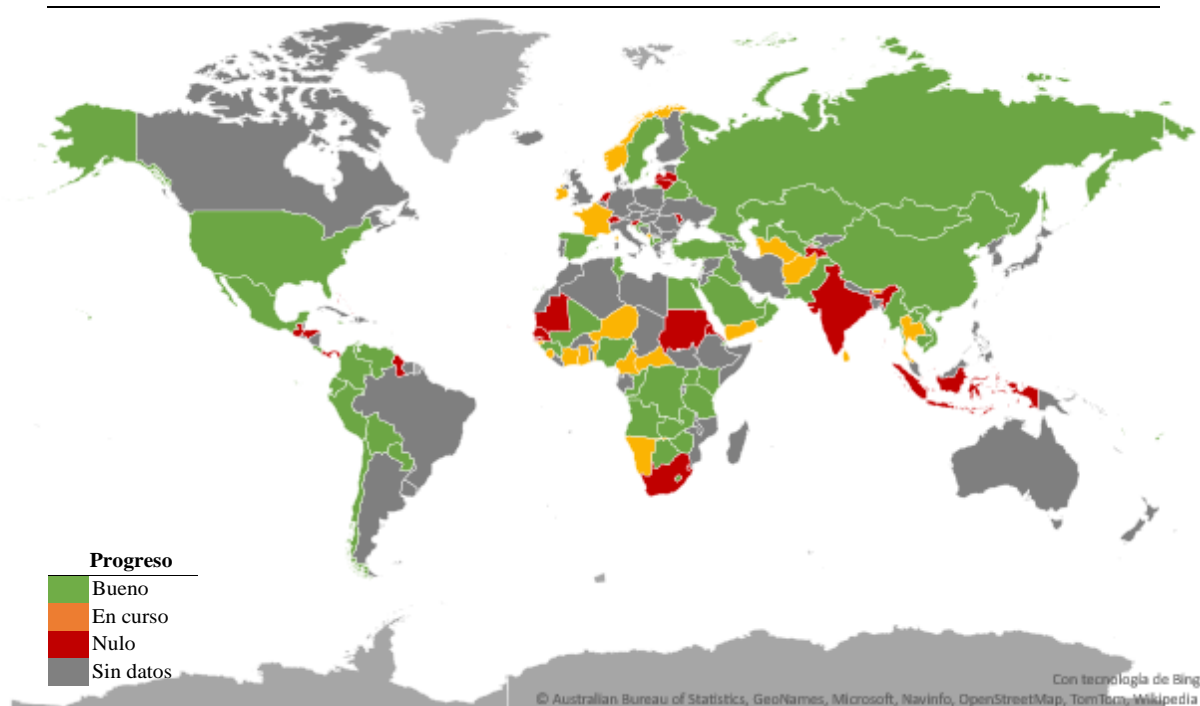 Progreso
Bueno
En curso
Nulo
Sin datos
Con tecnología de Bing
© Australian Bureau of Statistics, GeoNames, Microsoft, Navinfo, OpenStreetMap, TomTom, Wikipedia